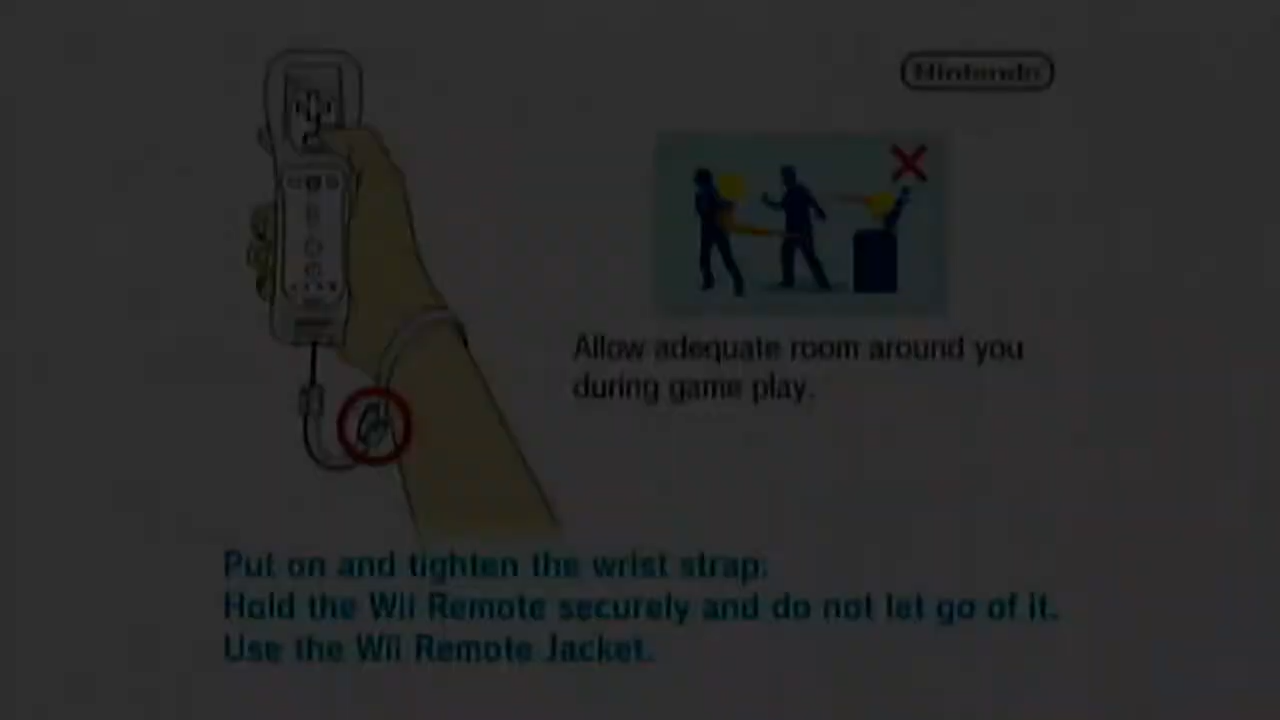 Nintendo
Allow adequate room around you
during game play.
Put on and tighten the wrist strap.
Hold the Wii Remote securely and do not let go of it.
Use the Wii Remote Jacket.